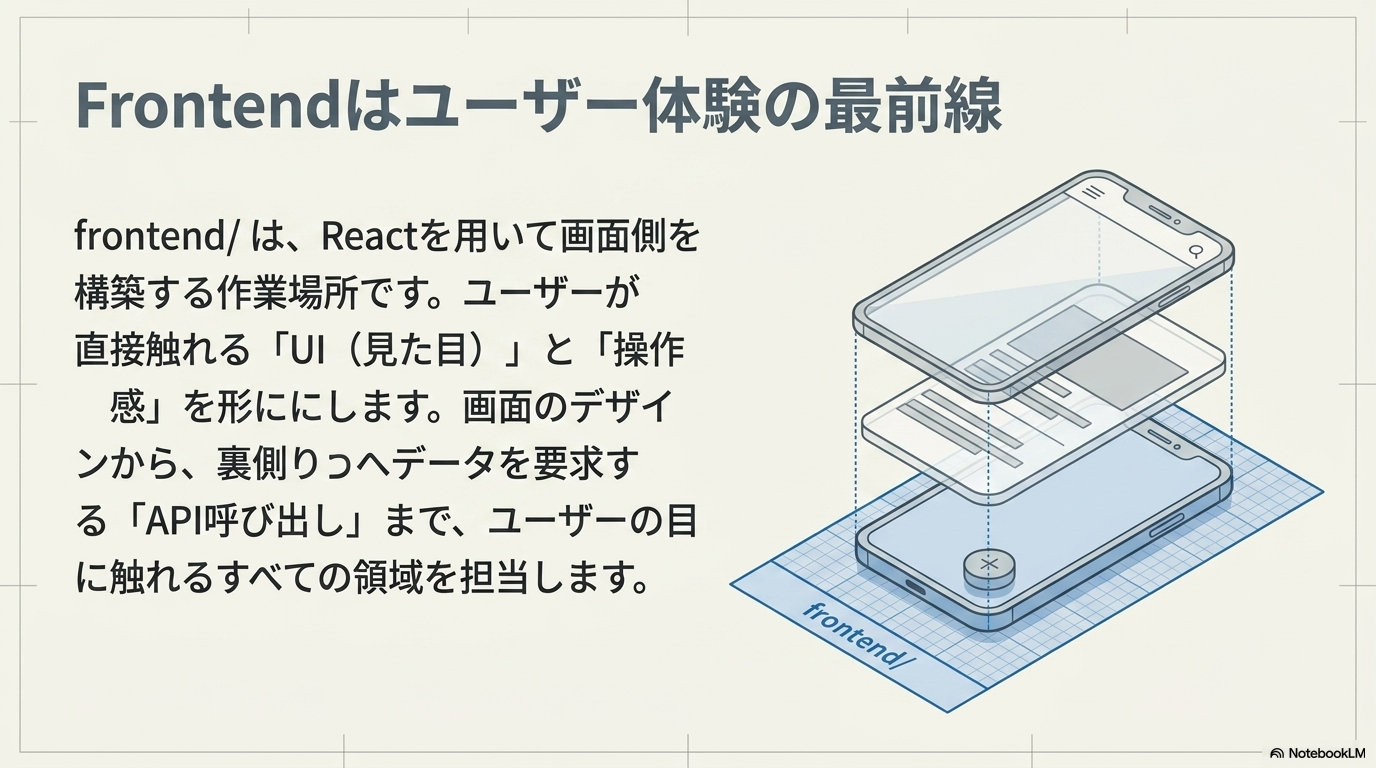 Frontendはユーザー体験の最前線
frontend/ は、Reactを用いて画面側を
構築する作業場所です。ユーザーが
直接触れる「UI（見た目）」と「操作
感」を形ににします。画面のデザイ
ンから、裏側りっへデータを要求す
る「API呼び出し」まで、ユーザーの目
に触れるすべての領域を担当します。
frontend/
NotebookLM